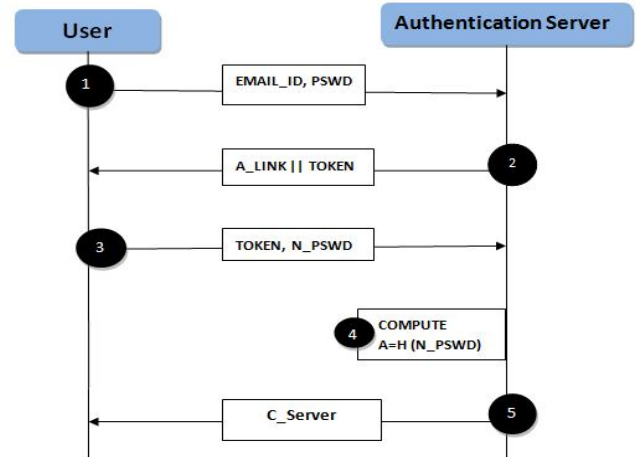 User
Authentication Server
1
EMAIL_ID, PSWD
A_LINK || TOKEN
2
3
TOKEN, N_PSWD
4
COMPUTE
A=H (N_PSWD)
C_Server
5